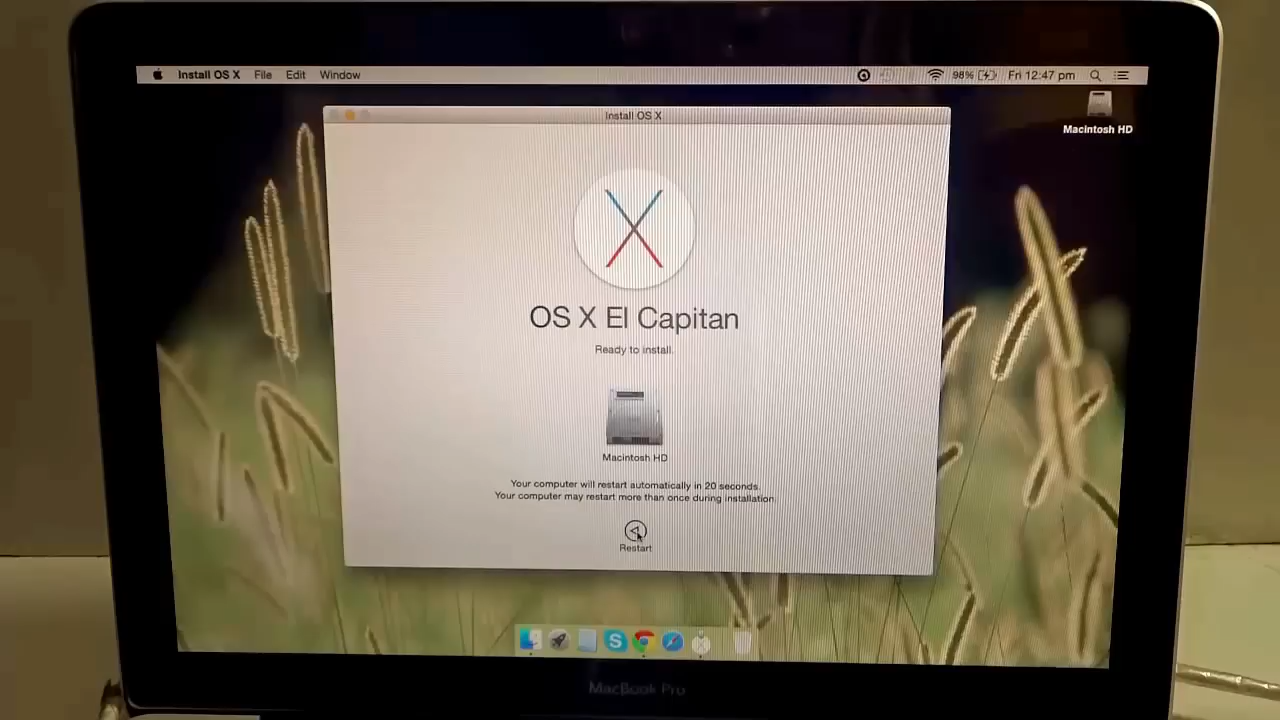 Install OS X File Edit Window 98% Fri 12:47 pm
Macintosh HD
Install OS X
OS X El Capitan
Ready to install.
Macintosh HD
Your computer will restart automatically in 20 seconds.
Your computer may restart more than once during installation.
Restart
S
MacBook Pro